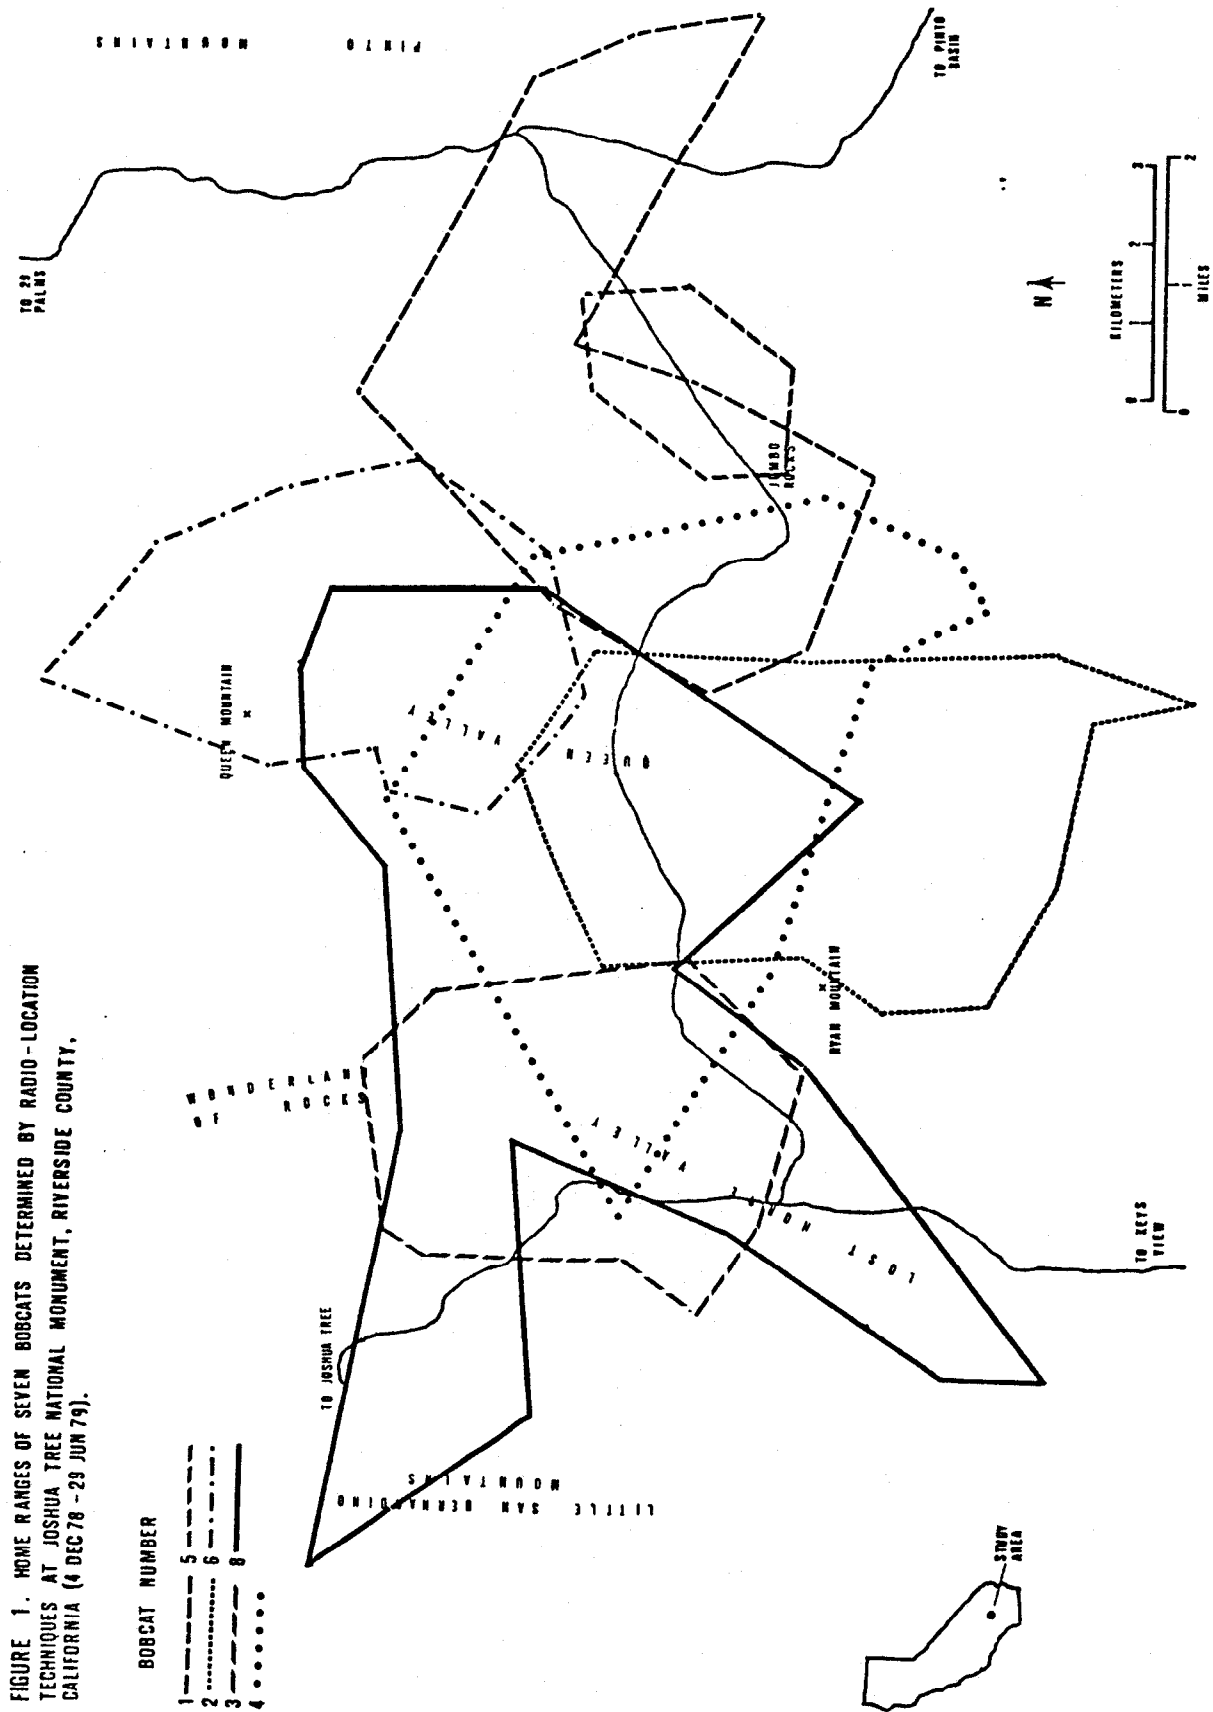 FIGURE 1. HOME RANGES OF SEVEN BOBCATS DETERMINED BY RADIO-LOCATION
TECHNIQUES AT JOSHUA TREE NATIONAL MONUMENT, RIVERSIDE COUNTY,
CALIFORNIA (4 DEC 78 - 29 JUN 79).
BOBCAT NUMBER
1 5
2 6
3 8
4
TO JOSHUA TREE
WONDERLAN
OF ROCKS
QUEEN MOUNTAIN
TO 29
PALMS
PINTO MOUNTAINS
LITTLE SAN BERNARDINO
MOUNTAINS
LOST HORSE
VALLEY
QUEEN
VALLEY
JUMBO
ROCKS
RYAN MOUNTAIN
TO KEYS
VIEW
TO PINTO
BASIN
STUDY
AREA
N
KILOMETERS
0 1 2 3
0 1 2
MILES